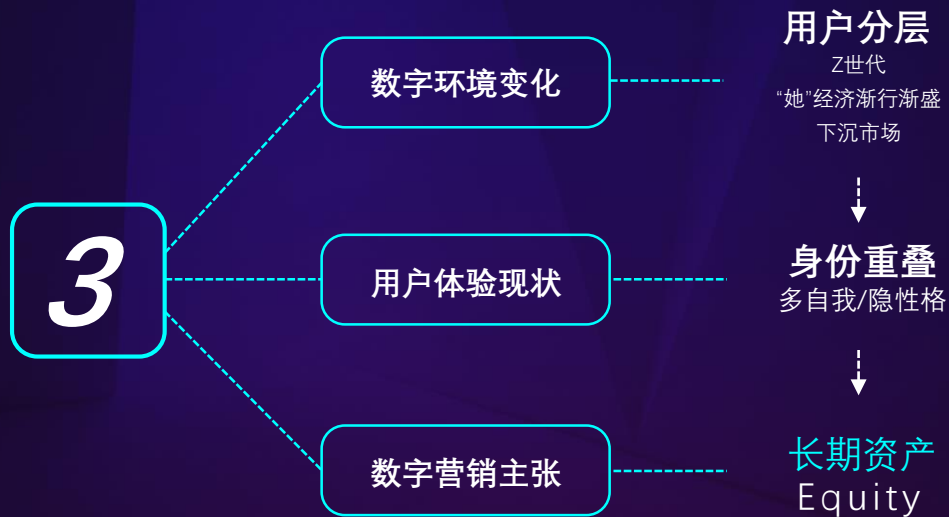 3
数字环境变化
用户分层
Z世代
“她”经济渐行渐盛
下沉市场
用户体验现状
身份重叠
多自我/隐性格
数字营销主张
长期资产
Equity